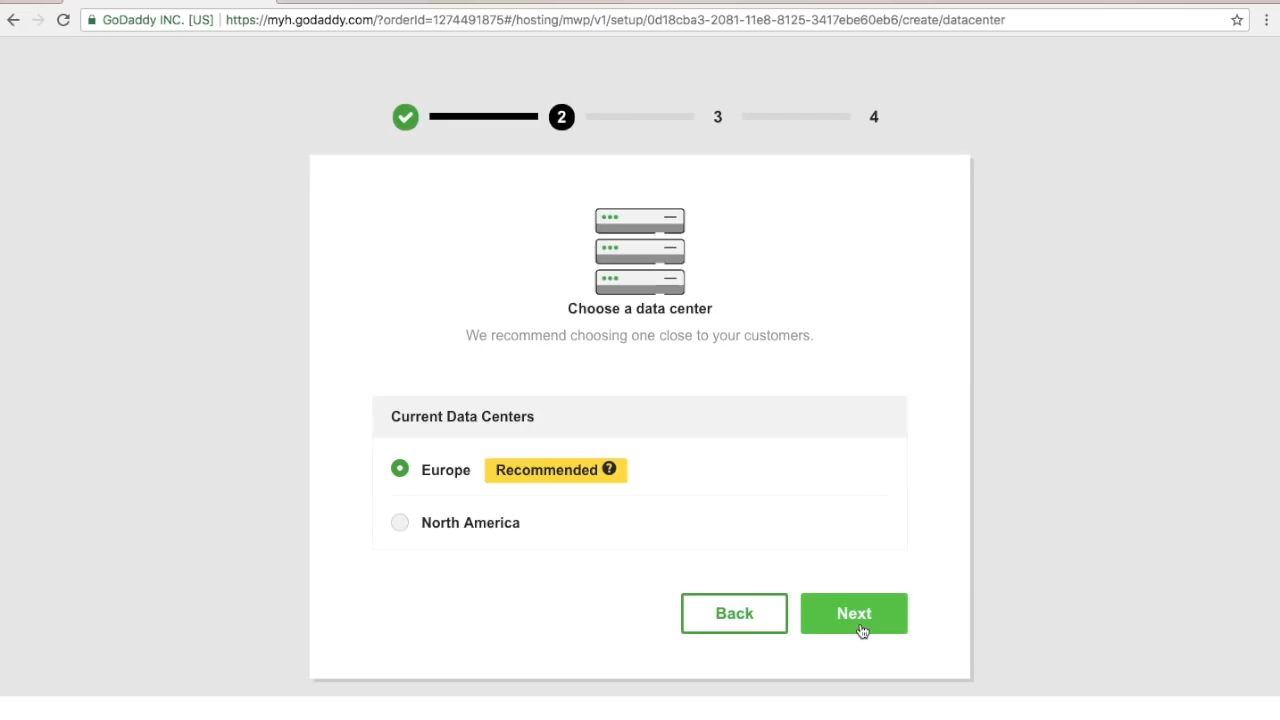 GoDaddy INC. [US] https://myh.godaddy.com/?orderId=1274491875#/hosting/mwp/v1/setup/0d18cba3-2081-11e8-8125-3417ebe60eb6/create/datacenter
2 3 4
Choose a data center
We recommend choosing one close to your customers.
Current Data Centers
Europe Recommended ?
North America
Back Next